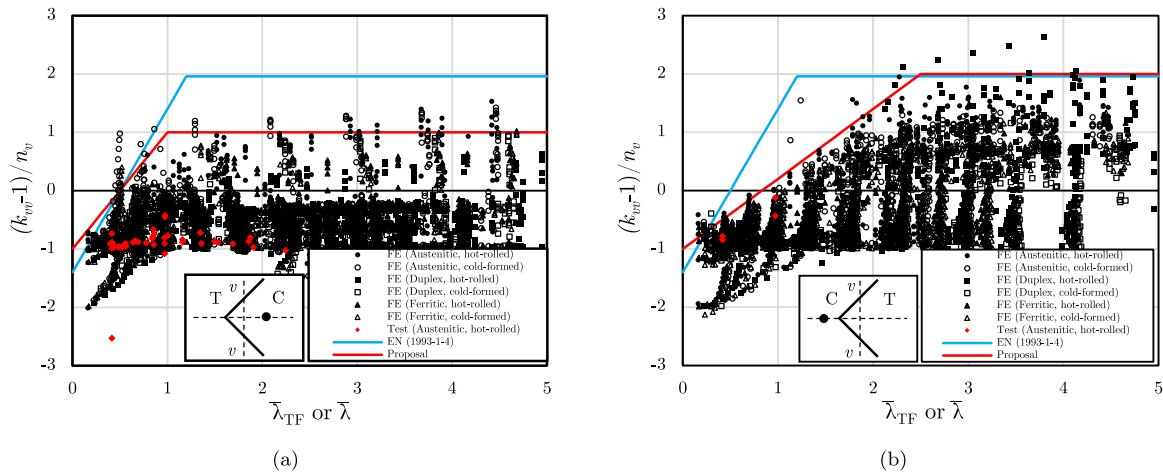 3
2
1
0
-1
-2
-3
(k_vv-1)/n_v
0 1 2 3 4 5
λ̅_TF or λ̅
T C
v
v
FE (Austenitic, hot-rolled)
FE (Austenitic, cold-formed)
FE (Duplex, hot-rolled)
FE (Duplex, cold-formed)
FE (Ferritic, hot-rolled)
FE (Ferritic, cold-formed)
Test (Austenitic, hot-rolled)
EN (1993-1-4)
Proposal
(a)
3
2
1
0
-1
-2
-3
(k_vv-1)/n_v
0 1 2 3 4 5
λ̅_TF or λ̅
C T
v
v
FE (Austenitic, hot-rolled)
FE (Austenitic, cold-formed)
FE (Duplex, hot-rolled)
FE (Duplex, cold-formed)
FE (Ferritic, hot-rolled)
FE (Ferritic, cold-formed)
Test (Austenitic, hot-rolled)
EN (1993-1-4)
Proposal
(b)